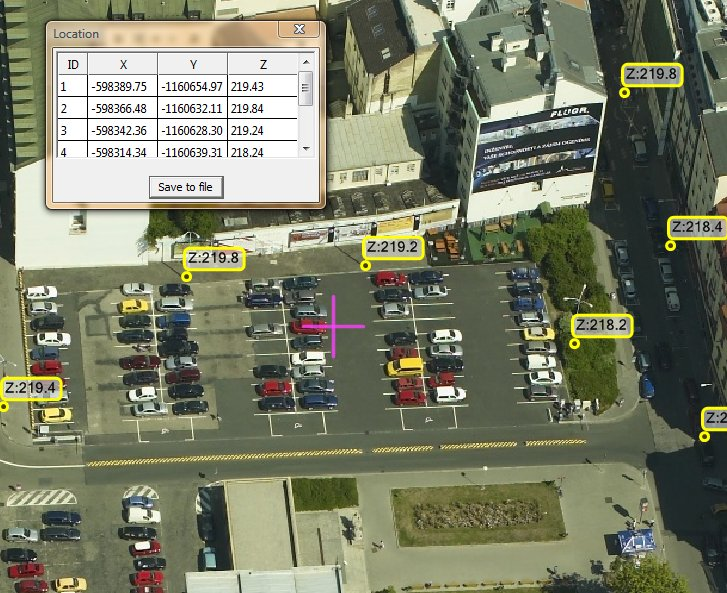 Location
ID X Y Z
1 -598389.75 -1160654.97 219.43
2 -598366.48 -1160632.11 219.84
3 -598342.36 -1160628.30 219.24
4 -598314.34 -1160639.31 218.24
Save to file
FLÜGR.
Z:219.8
Z:218.4
Z:219.2
Z:219.8
Z:218.2
Z:219.4
Z:2